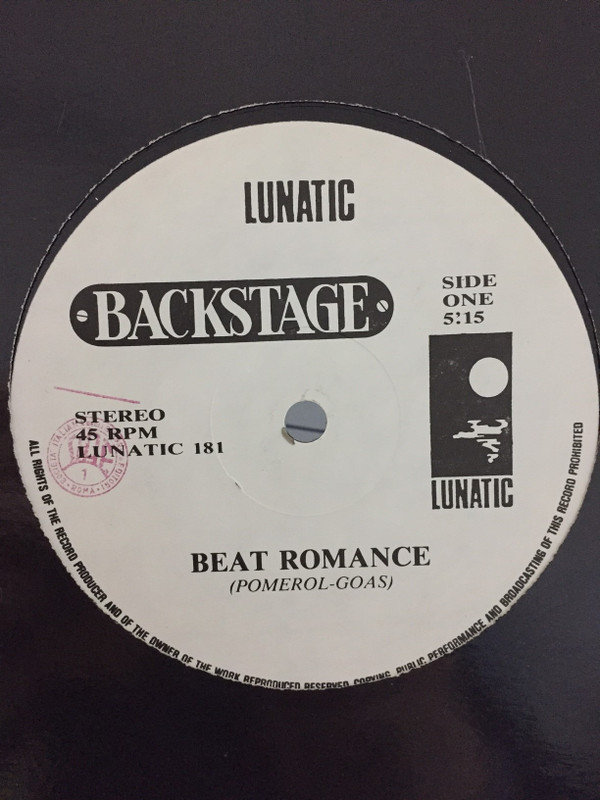 LUNATIC
BACKSTAGE
SIDE
ONE
5:15
STEREO
45 RPM
LUNATIC 181
LUNATIC
BEAT ROMANCE
(POMEROL-GOAS)
ALL RIGHTS OF THE RECORD PRODUCER AND OF THE OWNER OF THE WORK REPRODUCED RESERVED COPYING, PUBLIC PERFORMANCE AND BROADCASTING OF THIS RECORD PROHIBITED
ROMA